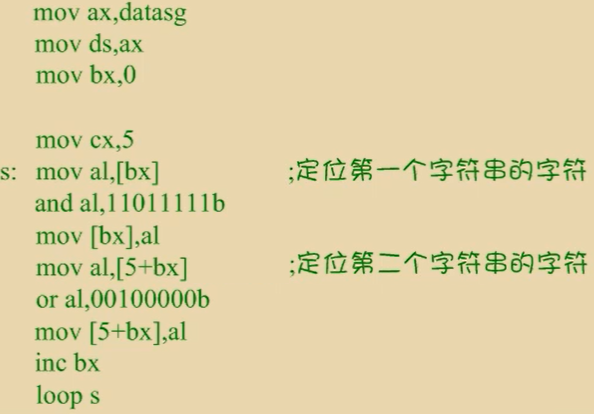 mov ax,datasg
mov ds,ax
mov bx,0
mov cx,5
s: mov al,[bx] ;定位第一个字符串的字符
and al,11011111b
mov [bx],al
mov al,[5+bx] ;定位第二个字符串的字符
or al,00100000b
mov [5+bx],al
inc bx
loop s